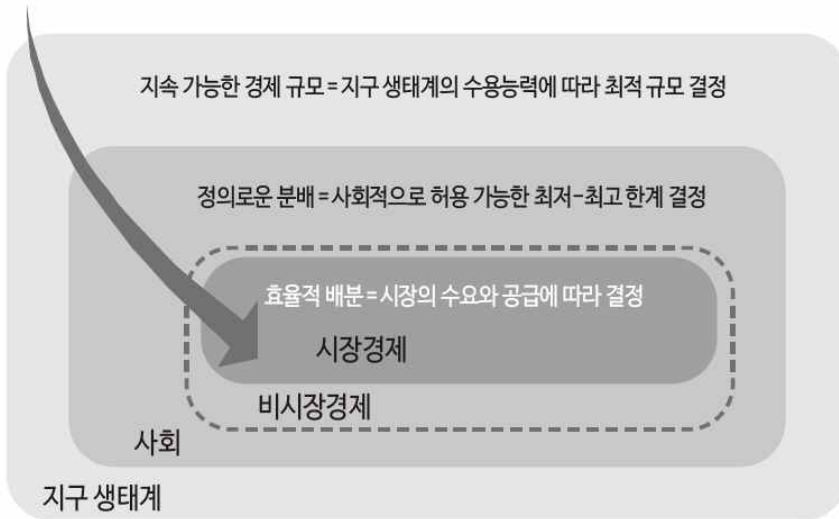 지속 가능한 경제 규모 = 지구 생태계의 수용능력에 따라 최적 규모 결정
정의로운 분배 = 사회적으로 허용 가능한 최저-최고 한계 결정
효율적 배분 = 시장의 수요와 공급에 따라 결정
시장경제
비시장경제
사회
지구 생태계